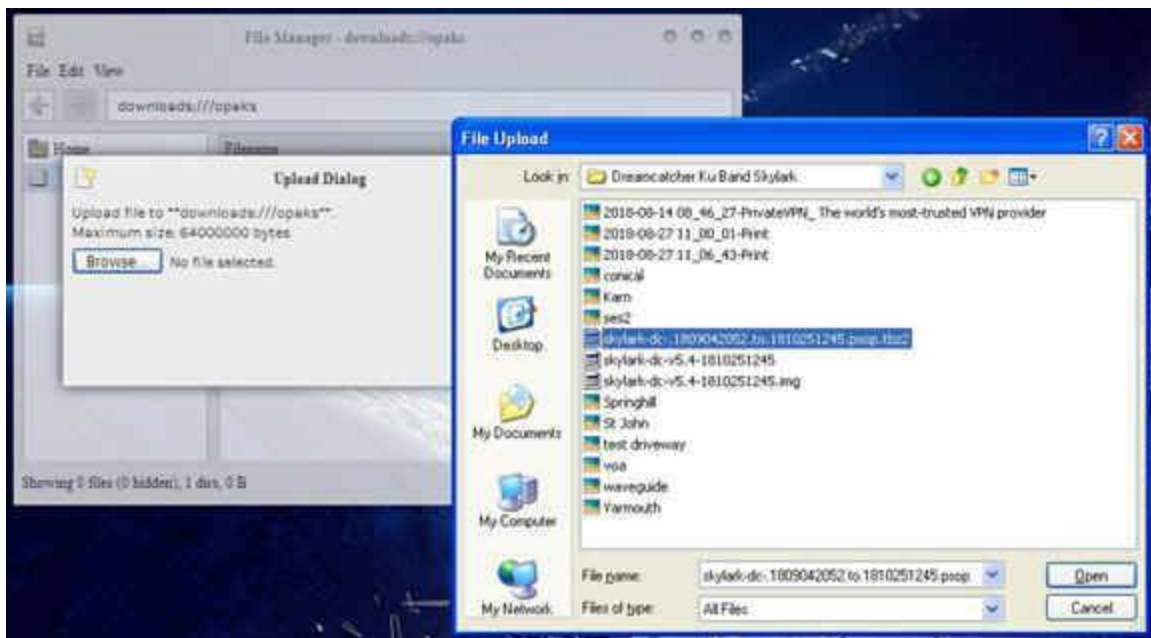 File Manager - downloads:///opaks
File Edit View
downloads:///opaks
Home
Filename
Upload Dialog
Upload file to **downloads:///opaks**.
Maximum size: 64000000 bytes
Browse... No file selected.
Showing 0 files (0 hidden), 1 dirs, 0 B
File Upload
Look in: Dreamcatcher Ku Band Skylark
My Recent Documents
Desktop
My Documents
My Computer
My Network
2018-08-14 08_46_27-PrivateVPN_ The world's most-trusted VPN provider
2018-08-27 11_00_01-Print
2018-08-27 11_06_43-Print
conical
Karn
ses2
skylark-dc-.1809042052.to.1810251245.psop.tbz2
skylark-dc-v5.4-1810251245
skylark-dc-v5.4-1810251245.img
Springhill
St John
test driveway
voa
waveguide
Yarmouth
File name: skylark-dc-.1809042052.to.1810251245.psop
Open
Files of type: All Files
Cancel